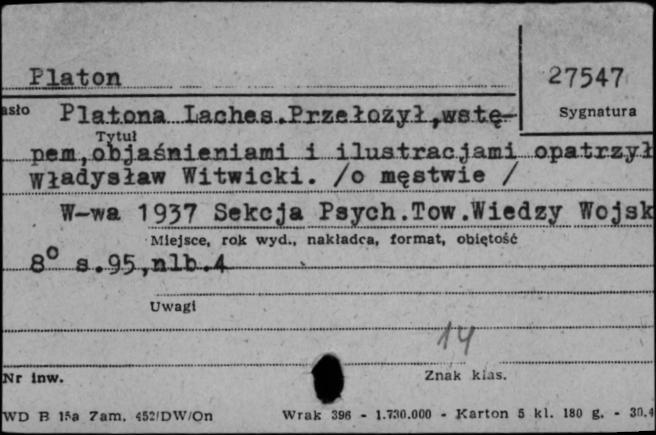 Platon
27547
asło
Sygnatura
Platona Laches.Przełożył,wstę-
Tytuł
pem,objaśnieniami i ilustracjami opatrzył
Władysław Witwicki. /o męstwie /
W-wa 1937 Sekcja Psych.Tow.Wiedzy Wojsk
Miejsce, rok wyd., nakładca, format, objętość
8° s.95,nlb.4
Uwagi
14
Nr inw.
Znak klas.
WD B 15a Zam. 452/DW/On Wrak 396 - 1.730.000 - Karton 5 kl. 180 g. - 30.4